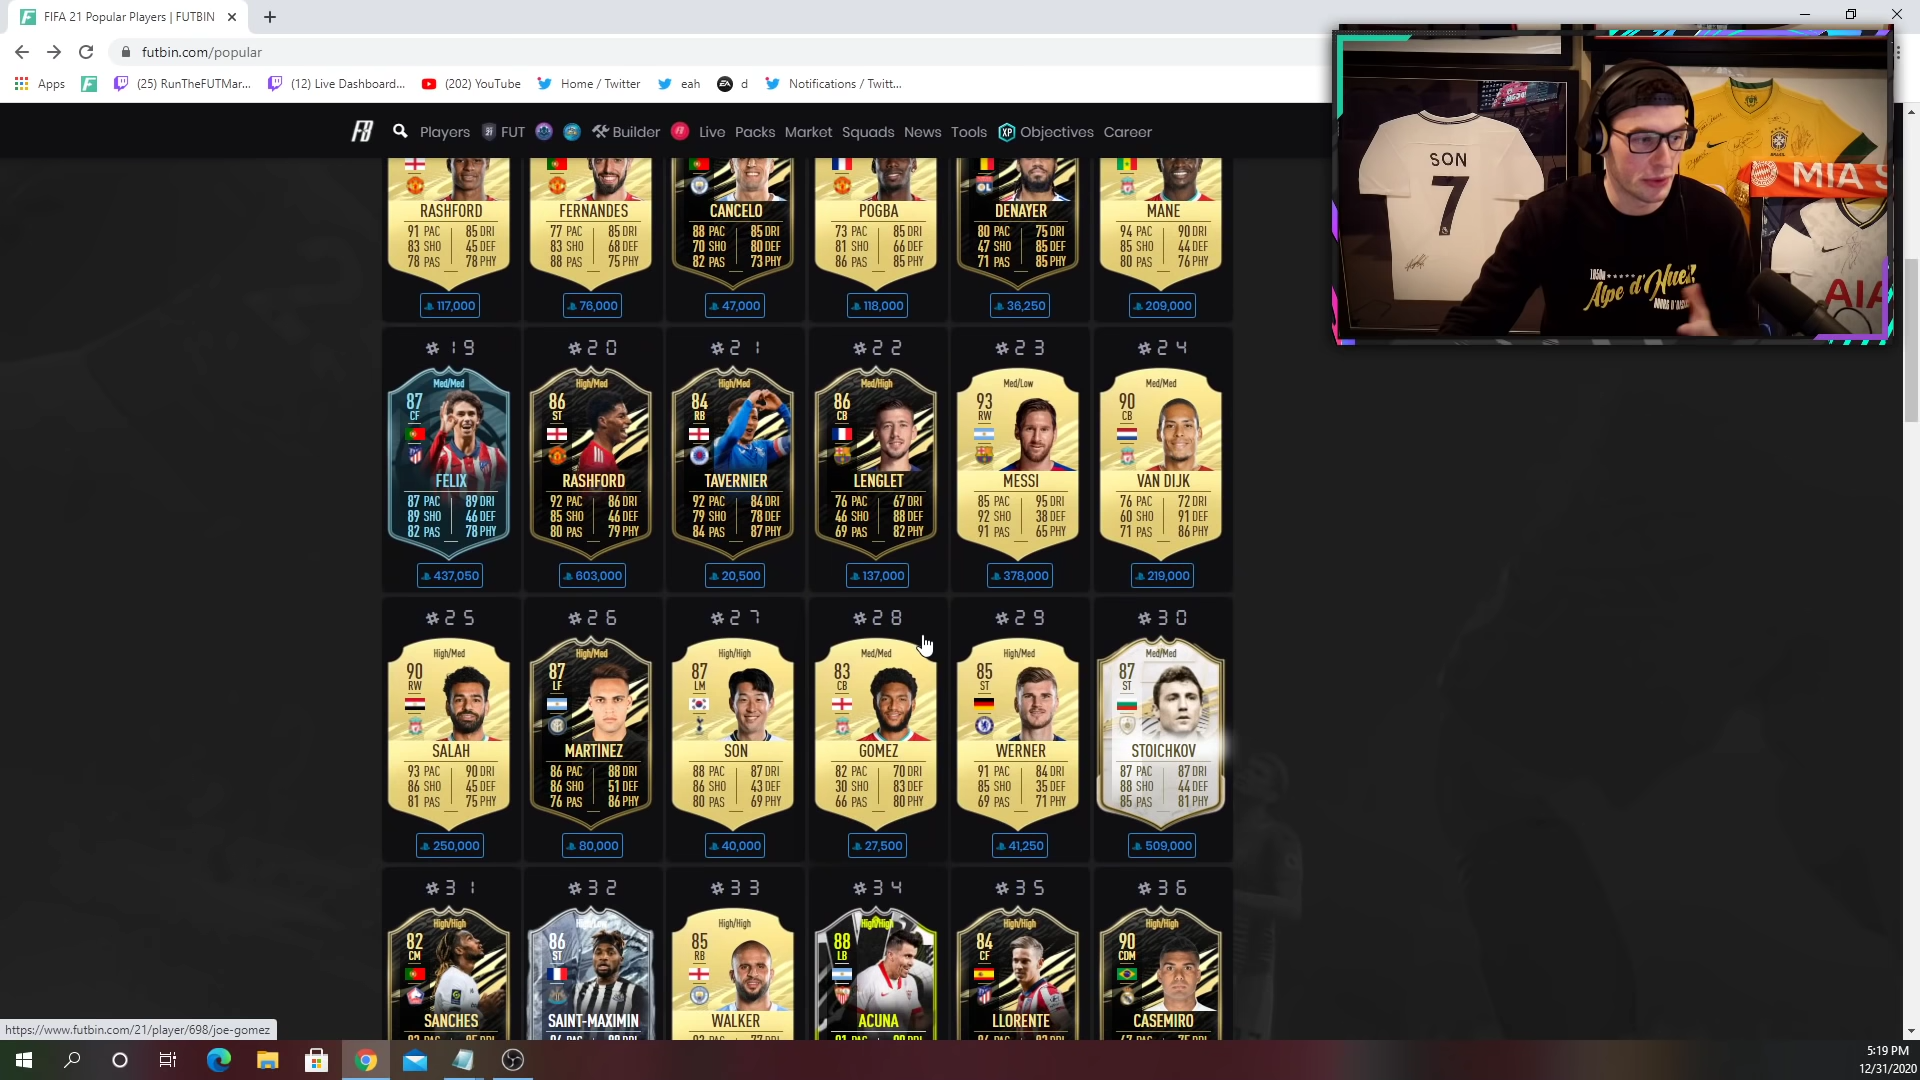 FIFA 21 Popular Players | FUTBIN
futbin.com/popular
Apps
(25) RunTheFUTMar...
(12) Live Dashboard...
(202) YouTube
Home / Twitter
eah
EA
d
Notifications / Twitt...
FB
Players
FUT
Builder
Live
Packs
Market
Squads
News
Tools
XP
Objectives
Career
RASHFORD
91 PAC 85 DRI
83 SHO 45 DEF
78 PAS 78 PHY
117,000
FERNANDES
77 PAC 85 DRI
83 SHO 68 DEF
88 PAS 75 PHY
76,000
CANCELO
88 PAC 85 DRI
70 SHO 80 DEF
82 PAS 73 PHY
47,000
POGBA
73 PAC 85 DRI
81 SHO 66 DEF
86 PAS 85 PHY
118,000
DENAYER
80 PAC 75 DRI
47 SHO 85 DEF
71 PAS 85 PHY
36,250
MANE
94 PAC 90 DRI
85 SHO 44 DEF
80 PAS 76 PHY
209,000
#19
Med/Med
87
CF
FELIX
87 PAC 89 DRI
89 SHO 46 DEF
82 PAS 78 PHY
437,050
#20
High/Med
86
ST
RASHFORD
92 PAC 86 DRI
85 SHO 46 DEF
80 PAS 79 PHY
603,000
#21
High/Med
84
RB
TAVERNIER
92 PAC 84 DRI
79 SHO 78 DEF
84 PAS 87 PHY
20,500
#22
Med/High
86
CB
LENGLET
76 PAC 67 DRI
46 SHO 88 DEF
69 PAS 82 PHY
137,000
#23
Med/Low
93
RW
MESSI
85 PAC 95 DRI
92 SHO 38 DEF
91 PAS 65 PHY
378,000
#24
Med/Med
90
CB
VAN DIJK
76 PAC 72 DRI
60 SHO 91 DEF
71 PAS 86 PHY
219,000
#25
High/Med
90
RW
SALAH
93 PAC 90 DRI
86 SHO 45 DEF
81 PAS 75 PHY
250,000
#26
High/Med
87
LF
MARTINEZ
86 PAC 88 DRI
86 SHO 51 DEF
76 PAS 86 PHY
80,000
#27
High/High
87
LM
SON
88 PAC 87 DRI
86 SHO 43 DEF
80 PAS 69 PHY
40,000
#28
Med/Med
83
CB
GOMEZ
82 PAC 70 DRI
30 SHO 83 DEF
66 PAS 80 PHY
27,500
#29
High/Med
85
ST
WERNER
91 PAC 84 DRI
85 SHO 35 DEF
69 PAS 71 PHY
41,250
#30
Med/Med
87
ST
STOICHKOV
87 PAC 87 DRI
88 SHO 44 DEF
85 PAS 81 PHY
509,000
#31
High/High
82
CM
SANCHES
#32
86
ST
SAINT-MAXIMIN
#33
High/High
85
RB
WALKER
#34
High/High
88
LB
ACUNA
#35
High/High
84
CF
LLORENTE
#36
High/High
90
CDM
CASEMIRO
SON
7
Alpe d'Huez
MIA S
AIA
https://www.futbin.com/21/player/698/joe-gomez
5:19 PM
12/31/2020